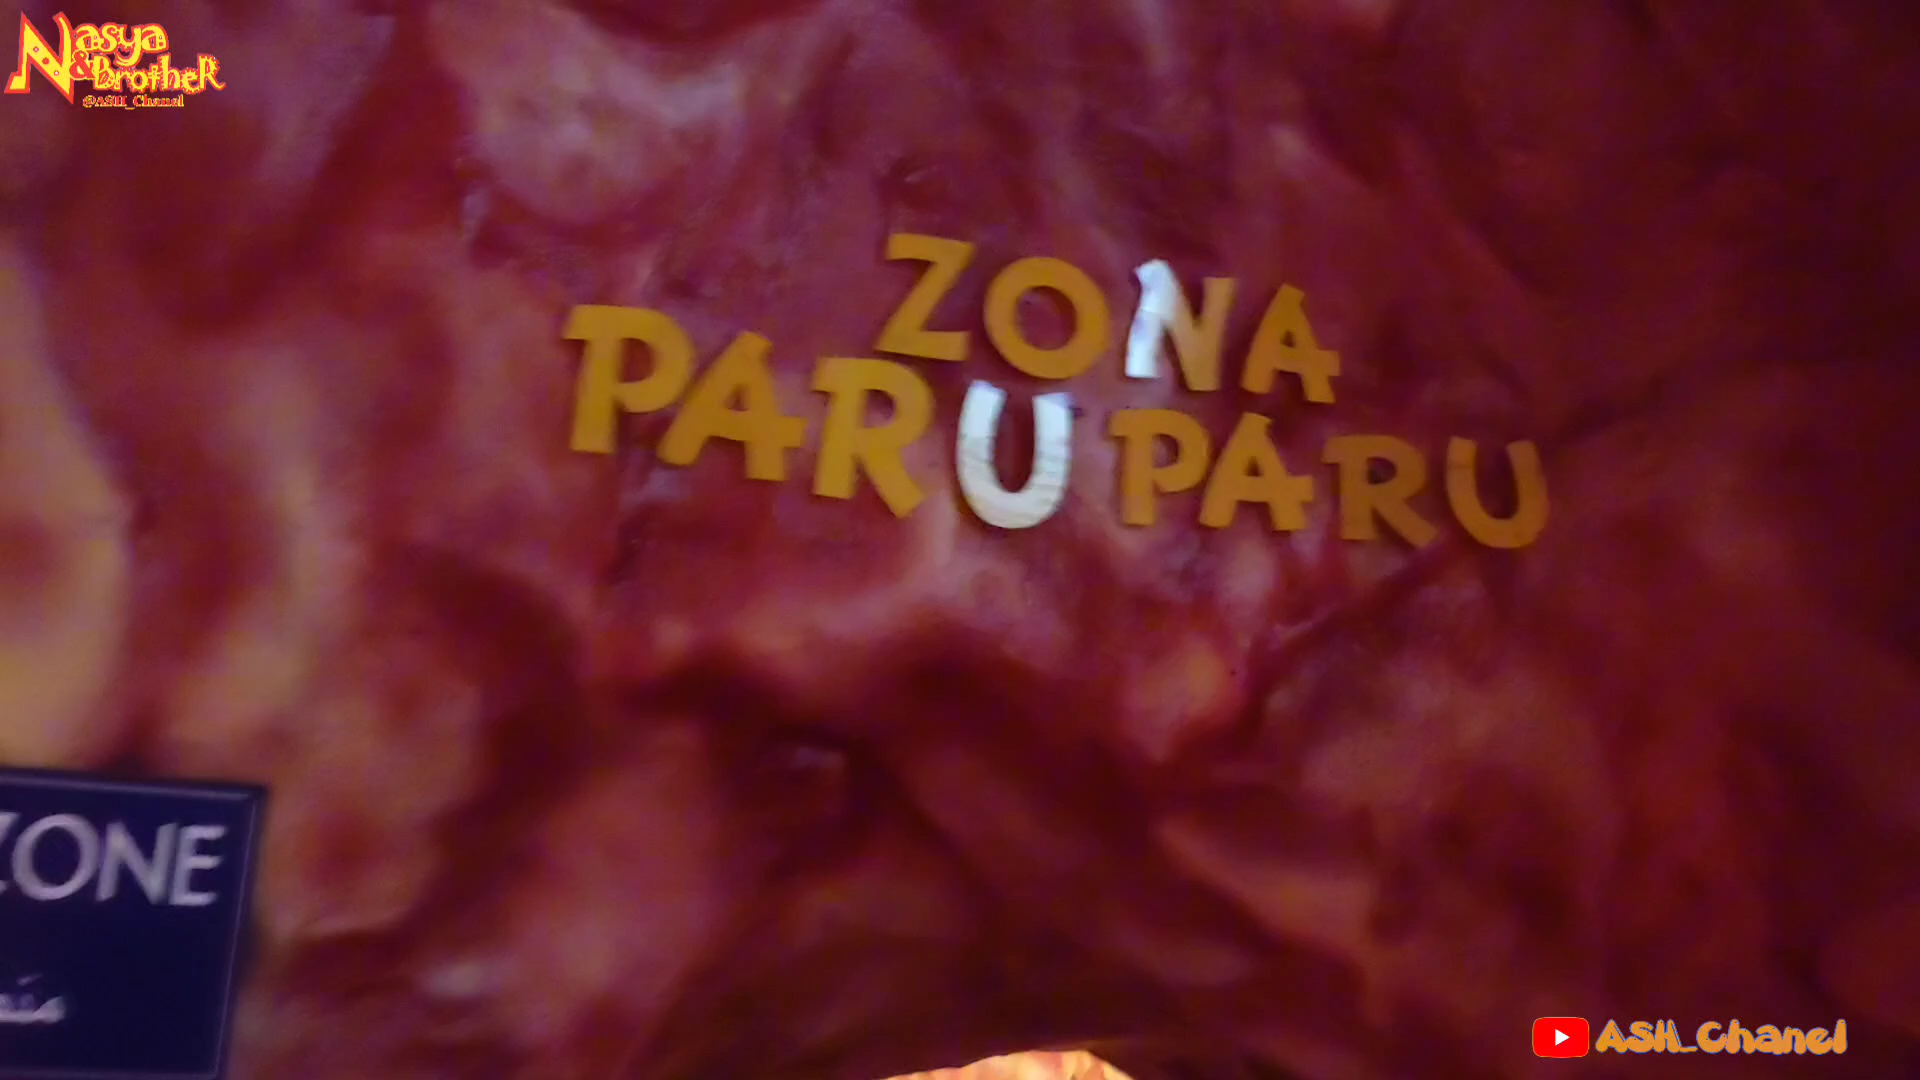 Nasya
&BrotheR
@ASH_Chanel
ZONA
PARU PARU
ZONE
ASH_Chanel